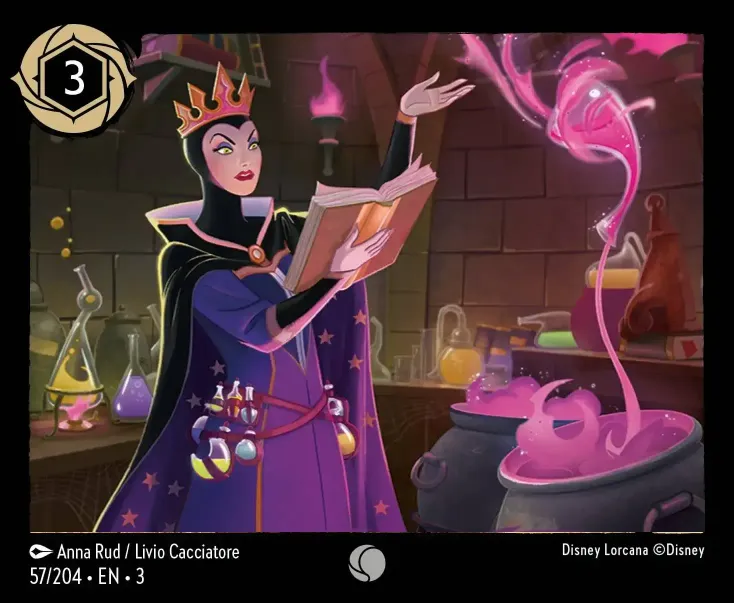 3
Anna Rud / Livio Cacciatore
Disney Lorcana ©Disney
57/204 • EN • 3